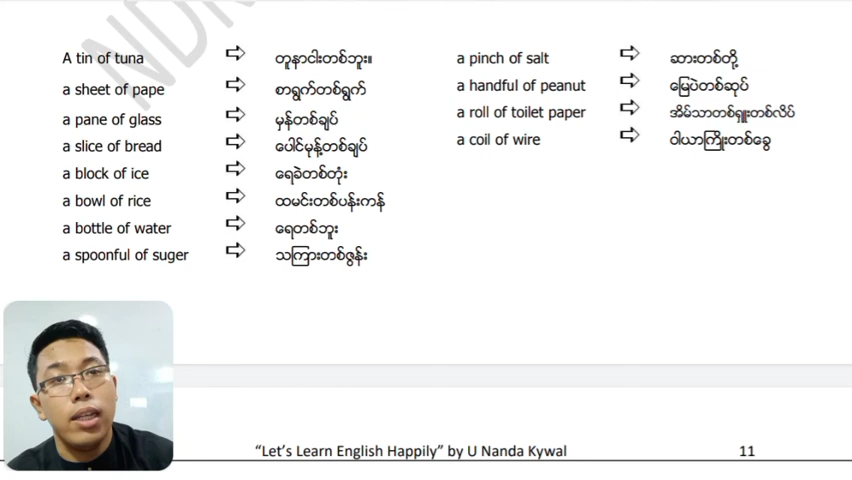 A tin of tuna ⇨ တူနာငါးတစ်ဘူး။
a sheet of pape ⇨ စာရွက်တစ်ရွက်
a pane of glass ⇨ မှန်တစ်ချပ်
a slice of bread ⇨ ပေါင်မုန့်တစ်ချပ်
a block of ice ⇨ ရေခဲတစ်တုံး
a bowl of rice ⇨ ထမင်းတစ်ပန်းကန်
a bottle of water ⇨ ရေတစ်ဘူး
a spoonful of suger ⇨ သကြားတစ်ဇွန်း
a pinch of salt ⇨ ဆားတစ်တို့
a handful of peanut ⇨ မြေပဲတစ်ဆုပ်
a roll of toilet paper ⇨ အိမ်သာတစ်ရှူးတစ်လိပ်
a coil of wire ⇨ ဝါယာကြိုးတစ်ခွေ
“Let’s Learn English Happily” by U Nanda Kywal 11